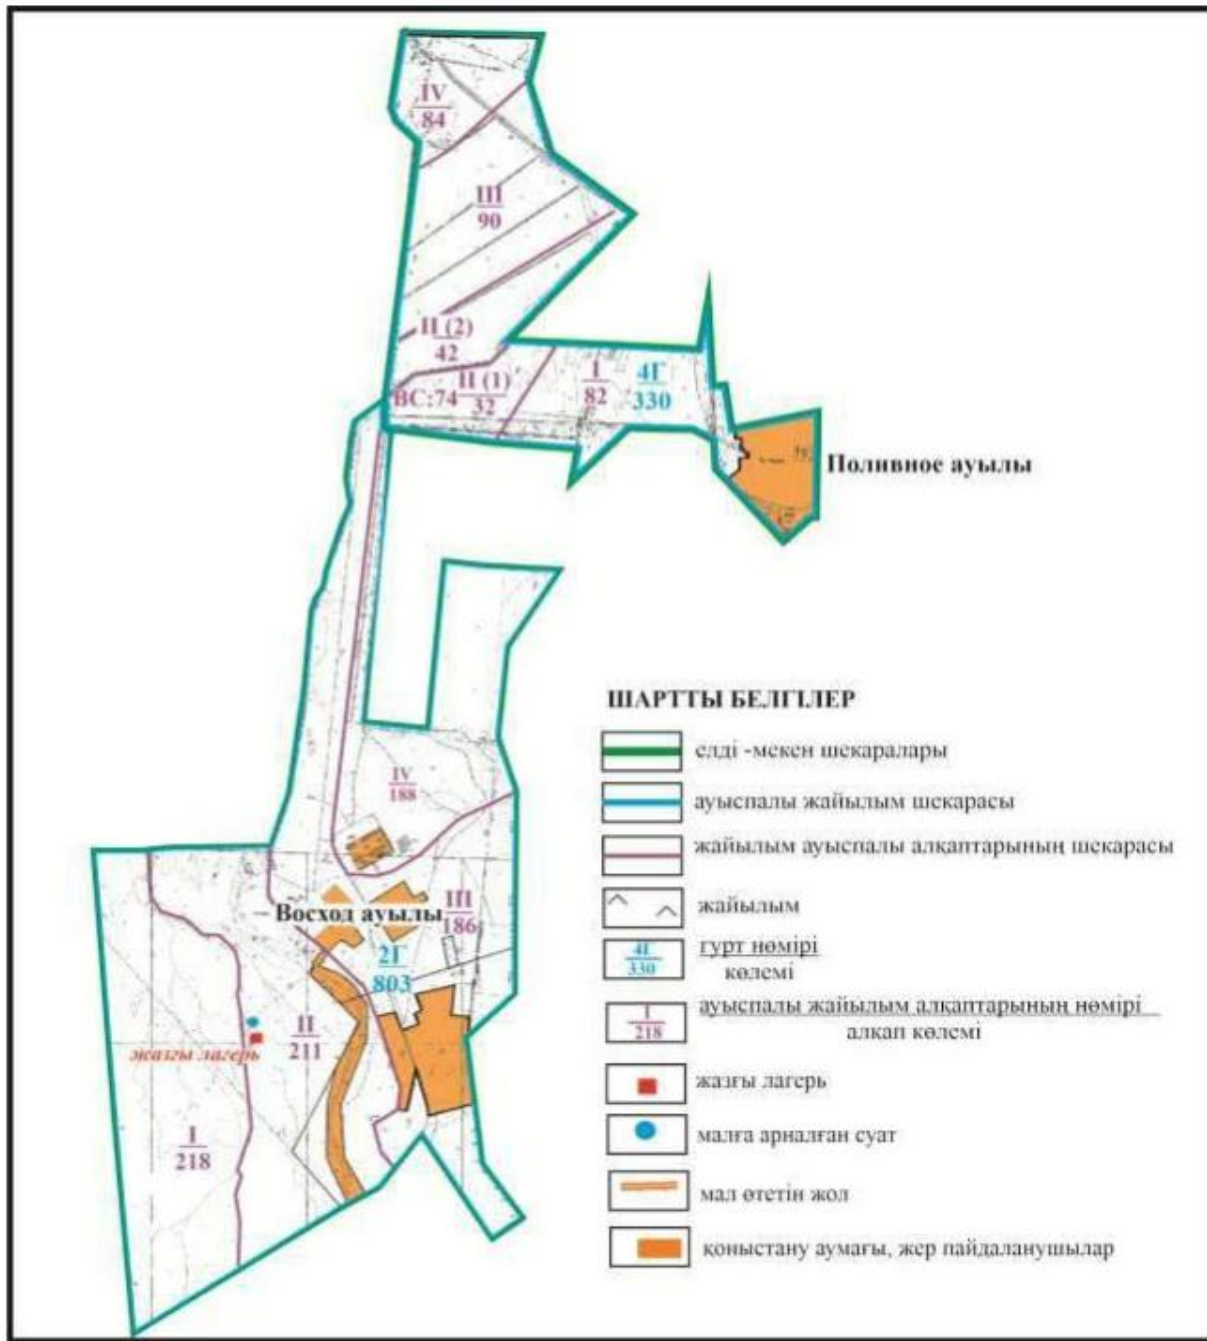 IV
84
III
90
II (2)
42
II (1)
ВС:74
32
I
82
4Г
330
Поливное ауылы
IV
188
Восход ауылы
III
186
2Г
803
II
211
жазғы лагерь
I
218
ШАРТТЫ БЕЛГІЛЕР
елді -мекен шекаралары
ауыспалы жайылым шекарасы
жайылым ауыспалы алқаптарының шекарасы
жайылым
4Г
330
гурт нөмірі
көлемі
I
218
ауыспалы жайылым алқаптарының нөмірі
алқап көлемі
жазғы лагерь
малға арналған суат
мал өтетін жол
қоныстану аумағы, жер пайдаланушылар